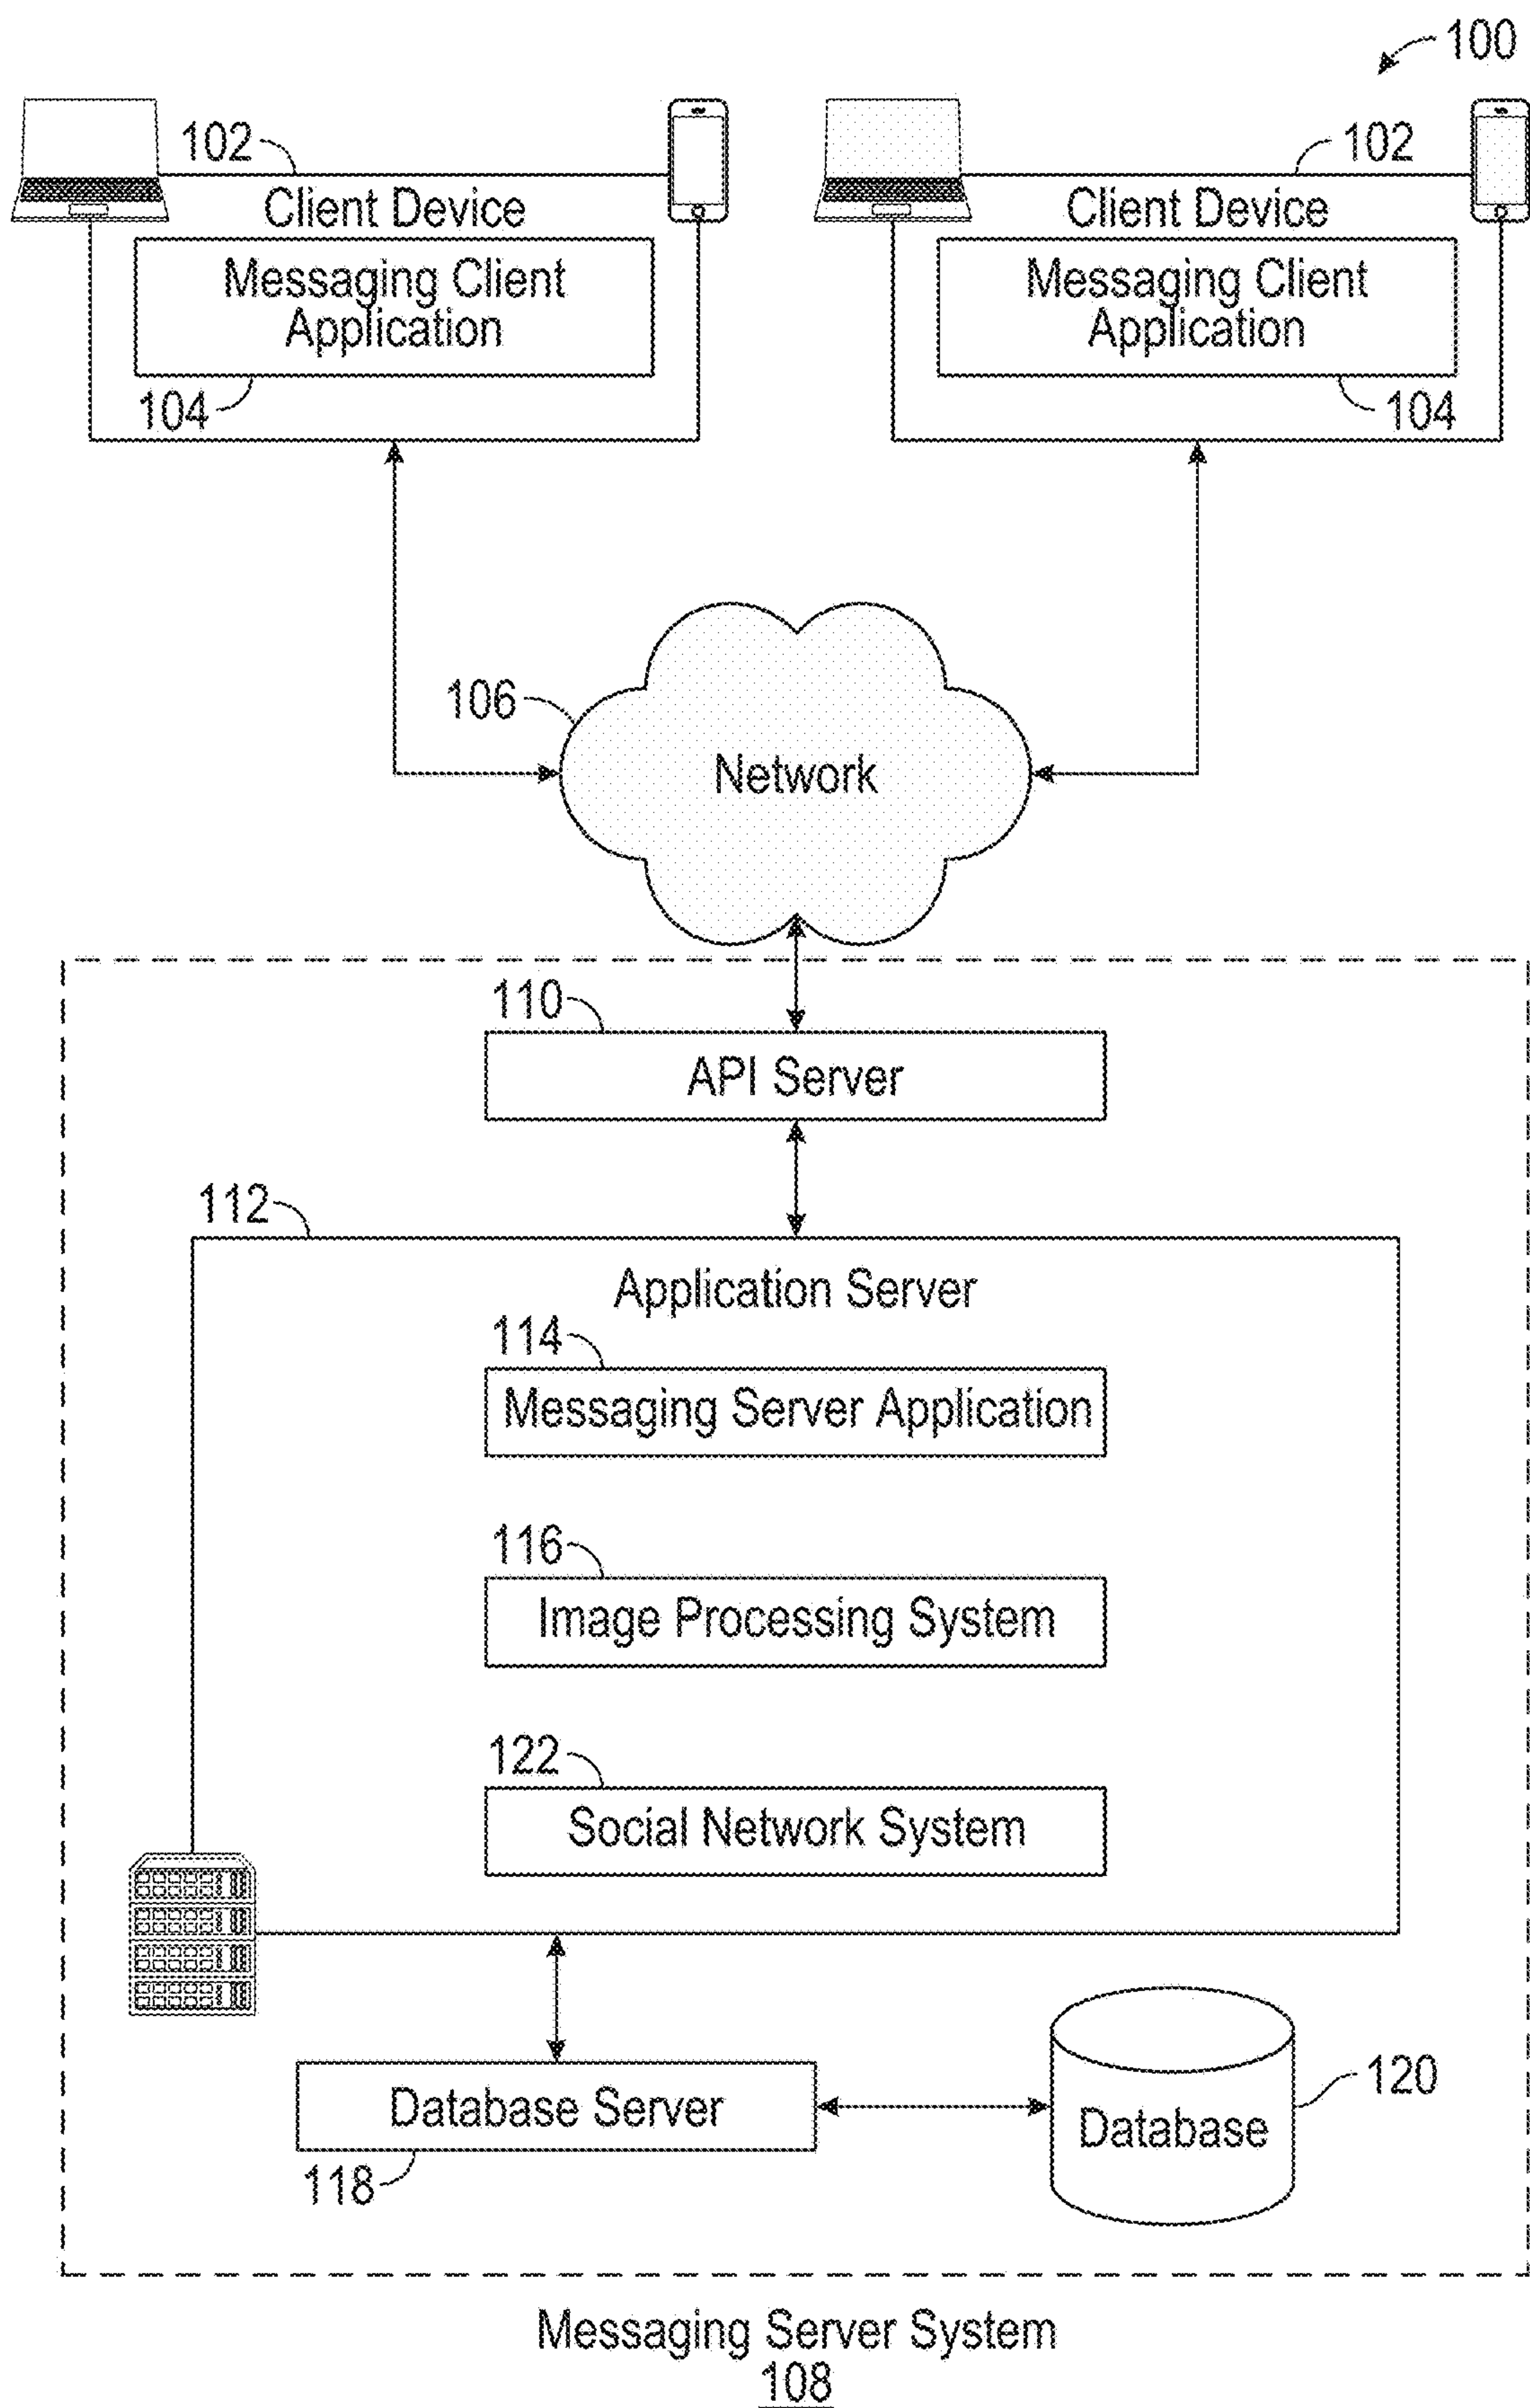 100
102
102
Client Device
Client Device
Messaging Client
Application
Messaging Client
Application
104
104
106
Network
110
API Server
112
Application Server
114
Messaging Server Application
116
Image Processing System
122
Social Network System
Database Server
118
Database
120
Messaging Server System
108